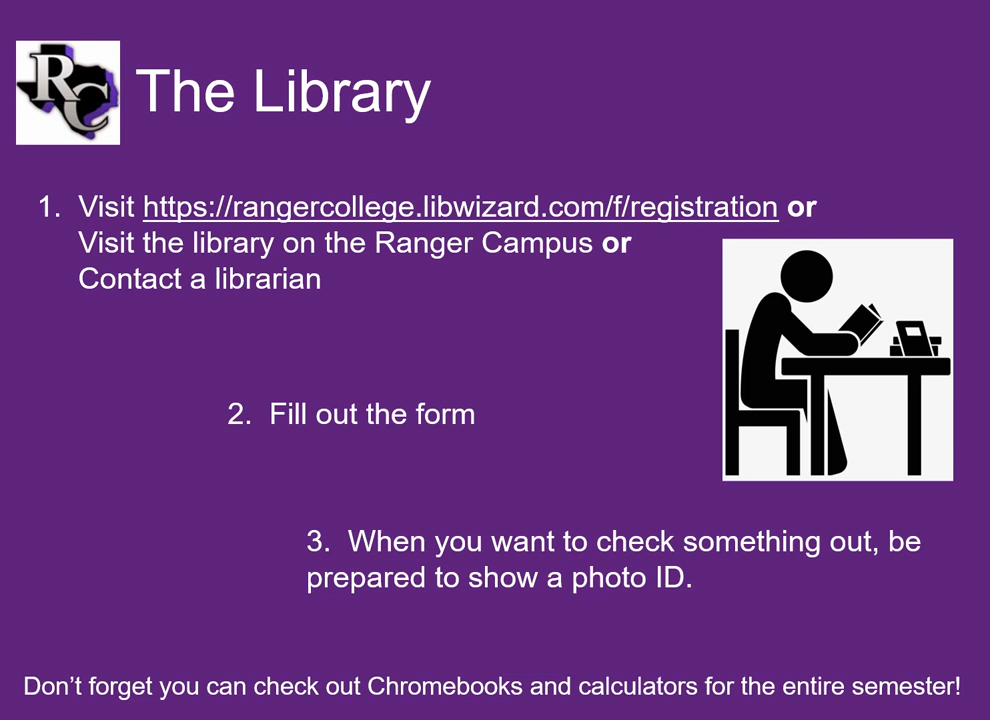 RC
The Library
1. Visit https://rangercollege.libwizard.com/f/registration or
Visit the library on the Ranger Campus or
Contact a librarian
2. Fill out the form
3. When you want to check something out, be
prepared to show a photo ID.
Don’t forget you can check out Chromebooks and calculators for the entire semester!